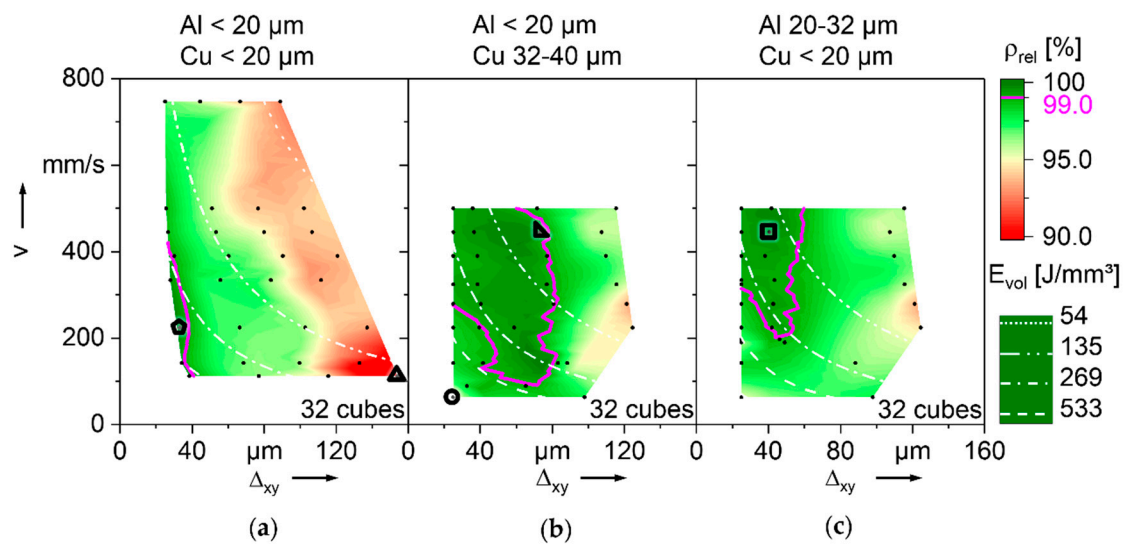 Al < 20 µm
Cu < 20 µm
Al < 20 µm
Cu 32-40 µm
Al 20-32 µm
Cu < 20 µm
ρrel [%]
100
99.0
95.0
90.0
Evol [J/mm³]
54
135
269
533
800
mm/s
400
200
0
v
32 cubes
32 cubes
32 cubes
0 40 µm 120
0 40 µm 120
0 40 80 µm 160
Δxy
Δxy
Δxy
(a)
(b)
(c)